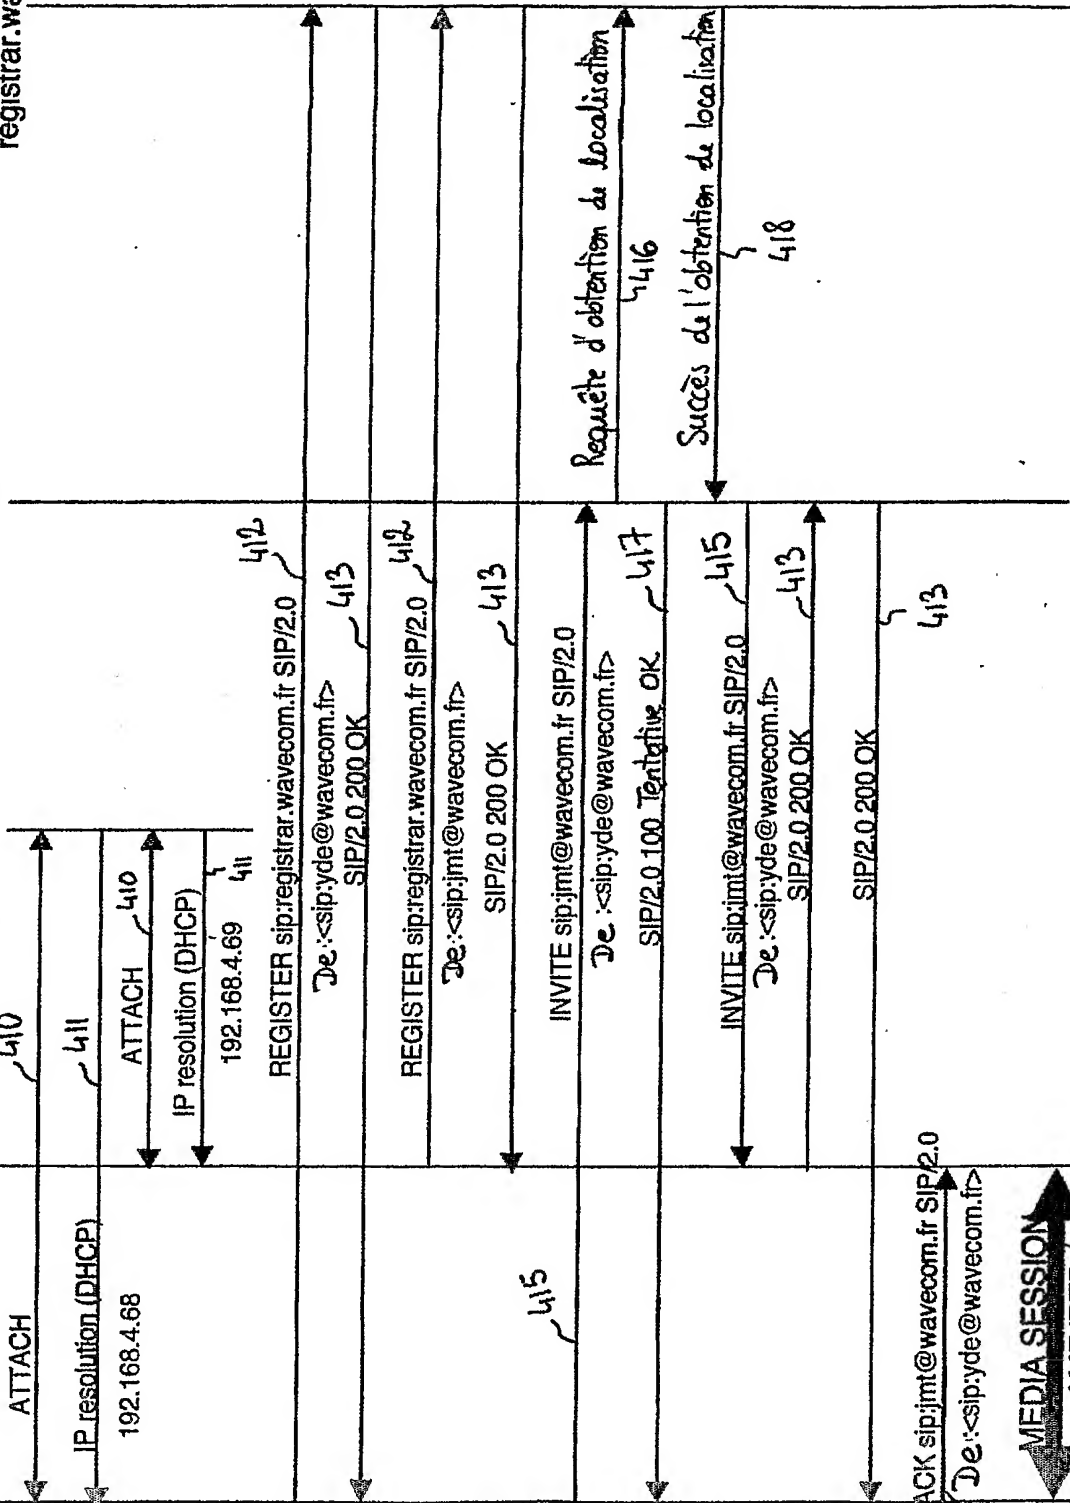 registrar.wa
410
ATTACH
411
IP resolution (DHCP)
192.168.4.68
ATTACH
410
IP resolution (DHCP)
411
192.168.4.69
412
REGISTER sip:registrar.wavecom.fr SIP/2.0
De:<sip:yde@wavecom.fr>
413
SIP/2.0 200 OK
412
REGISTER sip:registrar.wavecom.fr SIP/2.0
De:<sip:jmt@wavecom.fr>
413
SIP/2.0 200 OK
415
INVITE sip:jmt@wavecom.fr SIP/2.0
De:<sip:yde@wavecom.fr>
Requête d'obtention de localisation
416
SIP/2.0 100 Tentative OK
417
Succès de l'obtention de localisation
418
415
INVITE sip:jmt@wavecom.fr SIP/2.0
De:<sip:yde@wavecom.fr>
413
SIP/2.0 200 OK
SIP/2.0 200 OK
413
ACK sip:jmt@wavecom.fr SIP/2.0
De:<sip:yde@wavecom.fr>
MEDIA SESSION